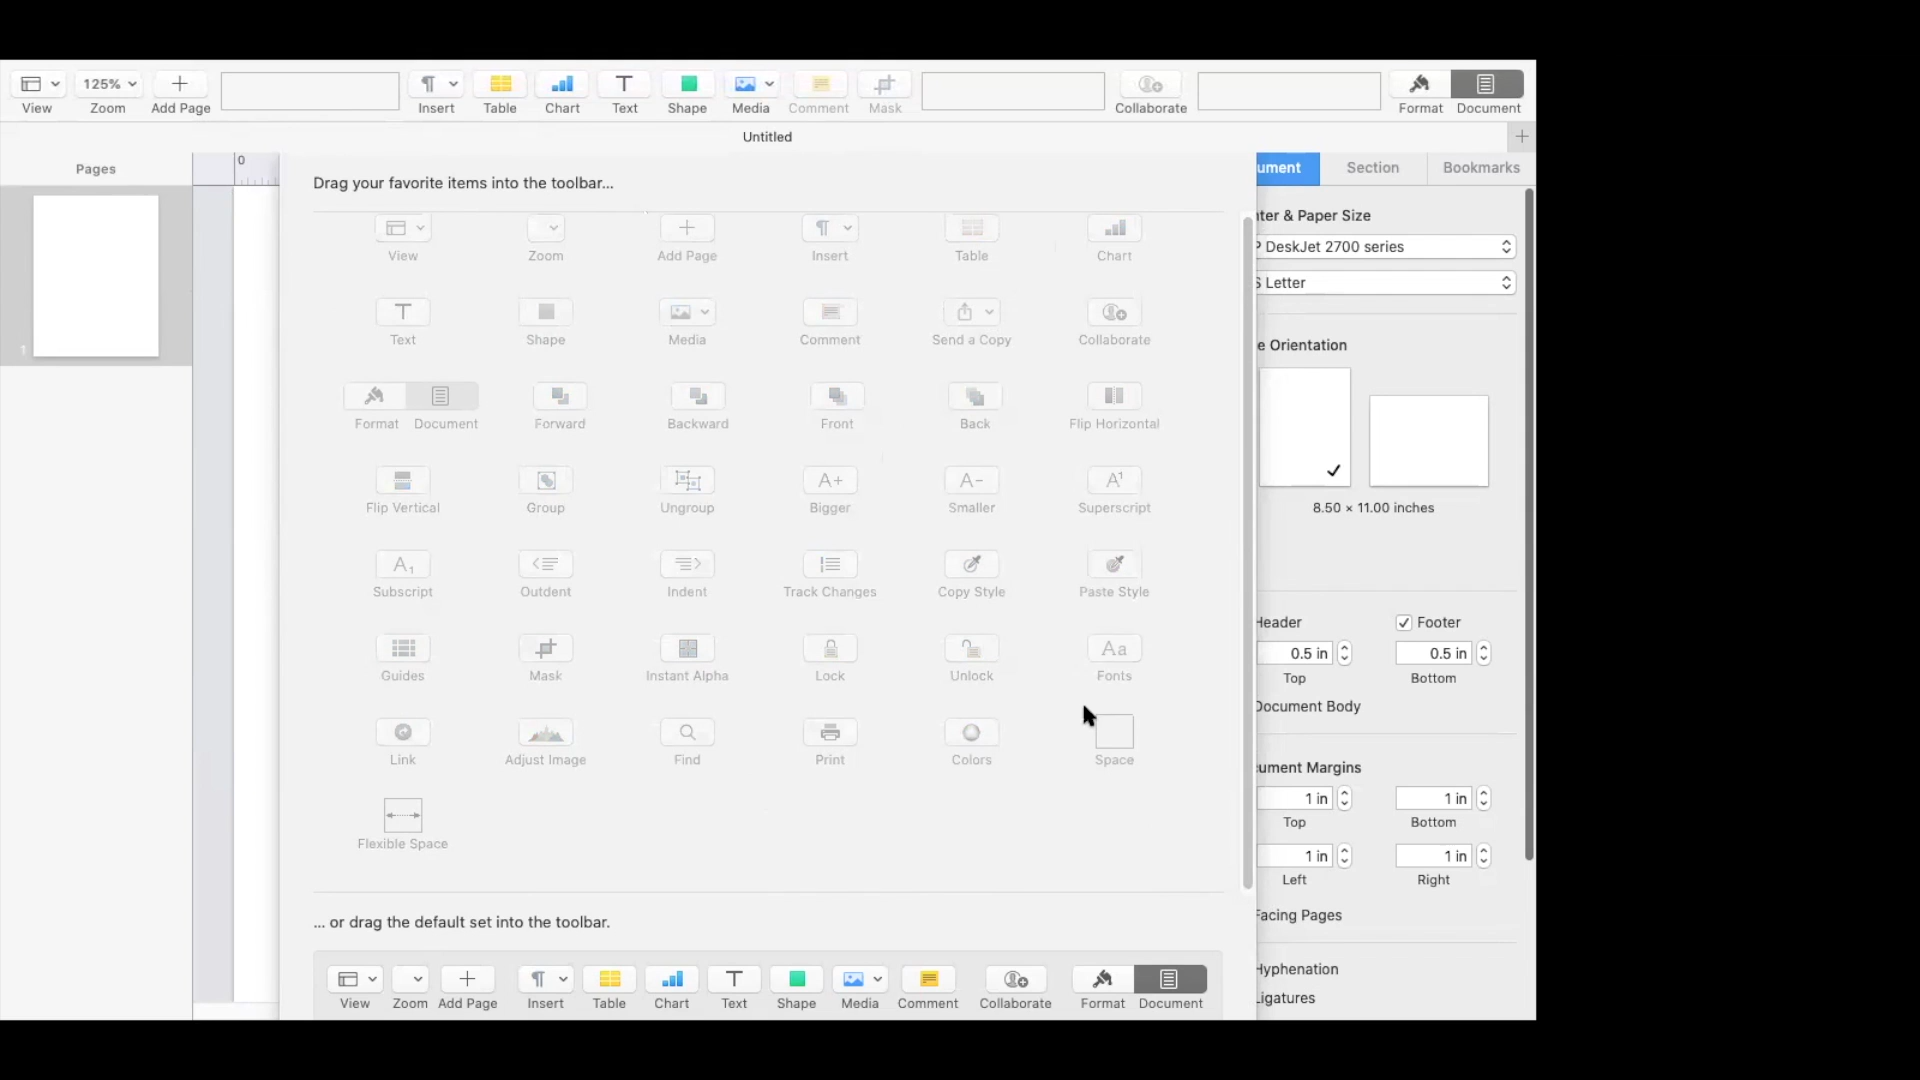 125%
View Zoom Add Page Insert Table Chart Text Shape Media Comment Mask Collaborate Format Document
Untitled
Pages
0
1
Drag your favorite items into the toolbar...
View Zoom Add Page Insert Table Chart
Text Shape Media Comment Send a Copy Collaborate
Format Document Forward Backward Front Back Flip Horizontal
A+ A- A1
Flip Vertical Group Ungroup Bigger Smaller Superscript
A1
Subscript Outdent Indent Track Changes Copy Style Paste Style
Aa
Guides Mask Instant Alpha Lock Unlock Fonts
Link Adjust Image Find Print Colors Space
Flexible Space
... or drag the default set into the toolbar.
View Zoom Add Page Insert Table Chart Text Shape Media Comment Collaborate Format Document
ument Section Bookmarks
ter & Paper Size
P DeskJet 2700 series
S Letter
e Orientation
8.50 × 11.00 inches
Header Footer
0.5 in 0.5 in
Top Bottom
Document Body
ument Margins
1 in 1 in
Top Bottom
1 in 1 in
Left Right
Facing Pages
Hyphenation
Ligatures